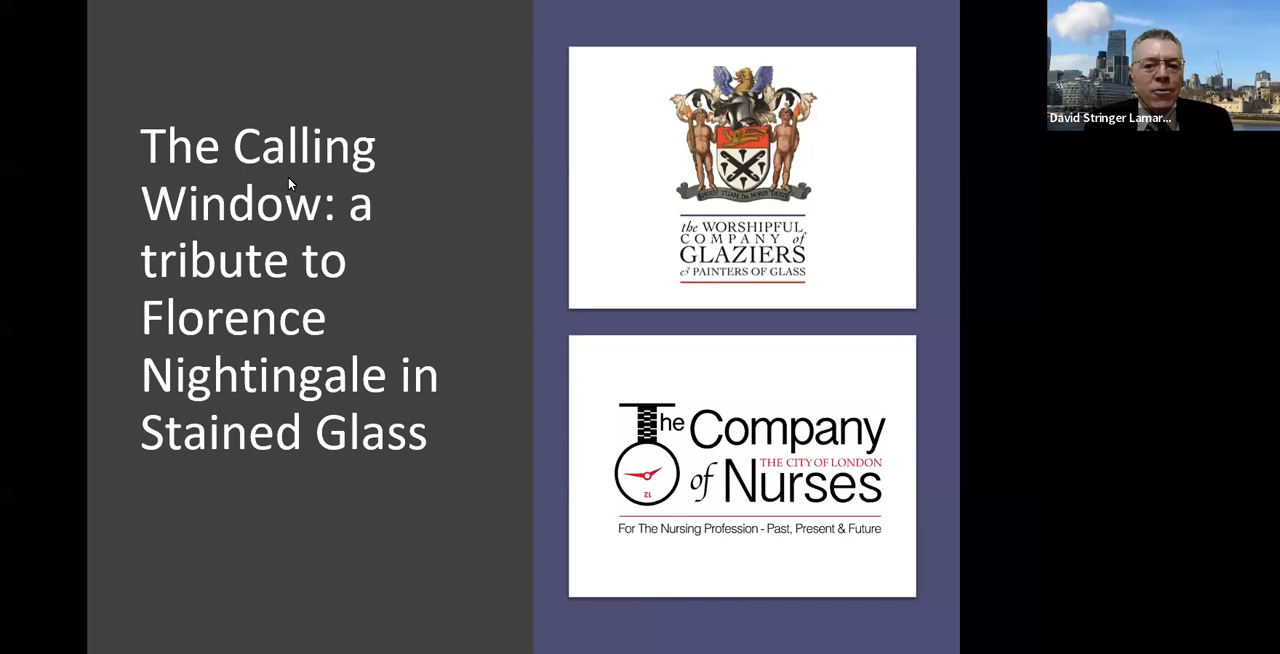 The Calling
Window: a
tribute to
Florence
Nightingale in
Stained Glass
the WORSHIPFUL
COMPANY of
GLAZIERS
& PAINTERS OF GLASS
The Company
THE CITY OF LONDON
of Nurses
12
For The Nursing Profession - Past, Present & Future
David Stringer Lamar...